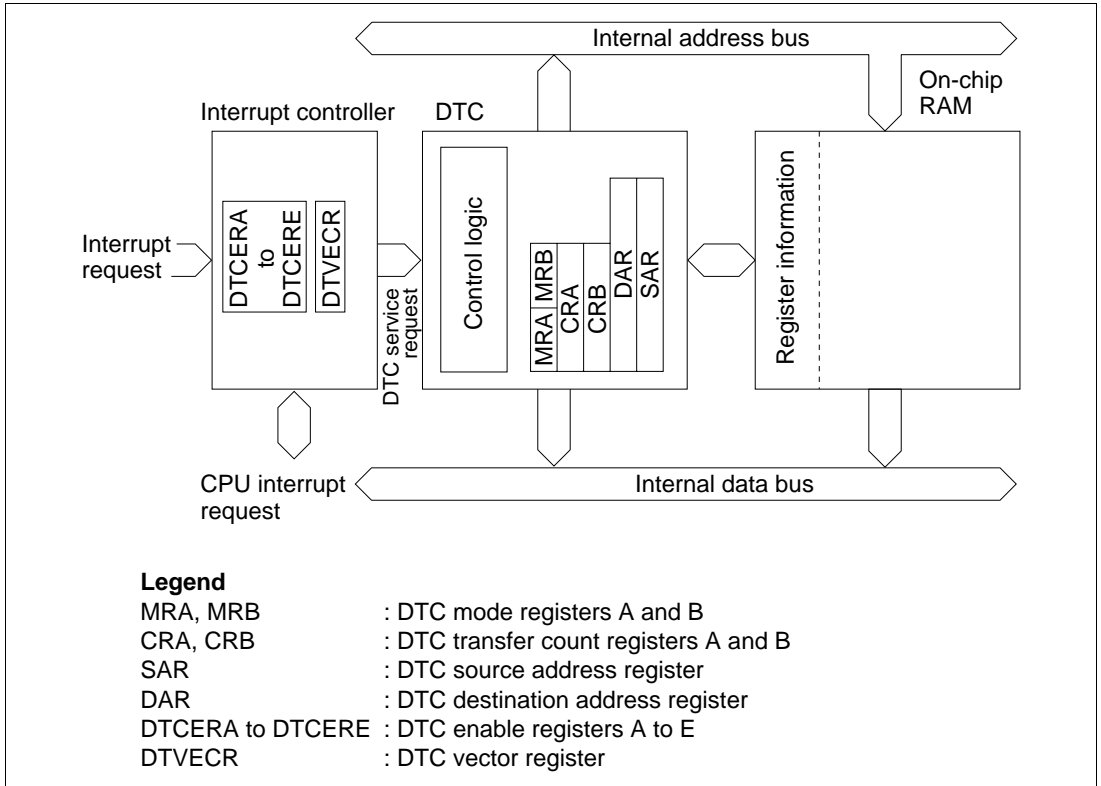 Internal address bus
On-chip
RAM
Interrupt controller
DTC
Interrupt
request
DTCERA
to
DTCERE
DTVECR
DTC service
request
Control logic
MRA
MRB
CRA
CRB
DAR
SAR
Register information
CPU interrupt
request
Internal data bus
Legend
MRA, MRB : DTC mode registers A and B
CRA, CRB : DTC transfer count registers A and B
SAR : DTC source address register
DAR : DTC destination address register
DTCERA to DTCERE : DTC enable registers A to E
DTVECR : DTC vector register